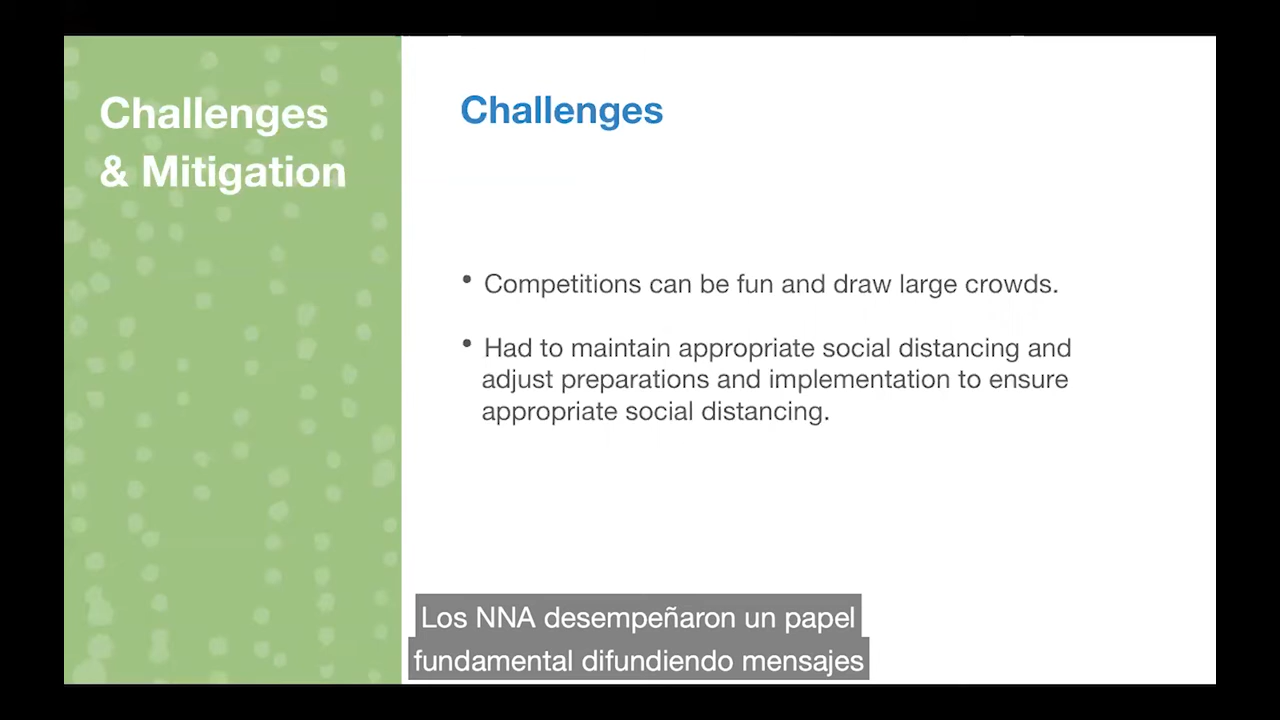 Challenges
& Mitigation
Challenges
• Competitions can be fun and draw large crowds.
• Had to maintain appropriate social distancing and
adjust preparations and implementation to ensure
appropriate social distancing.
Los NNA desempeñaron un papel
fundamental difundiendo mensajes